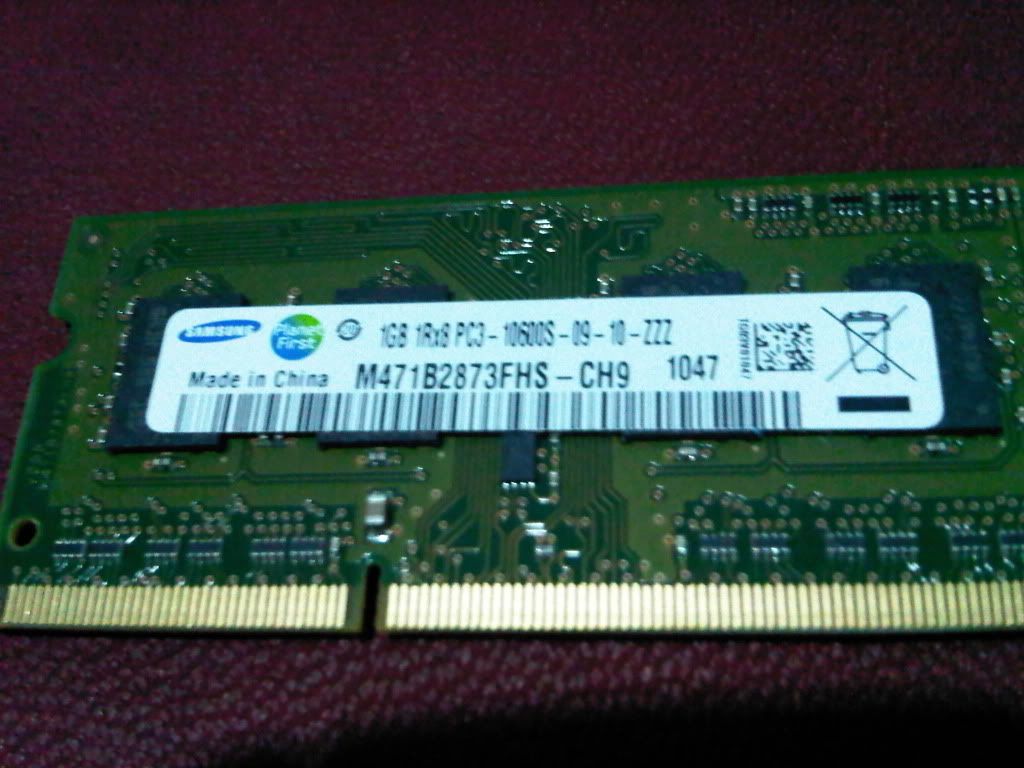 SAMSUNG
Planet First
1GB 1Rx8 PC3-10600S-09-10-ZZZ
Made in China
M471B2873FHS-CH9
1047